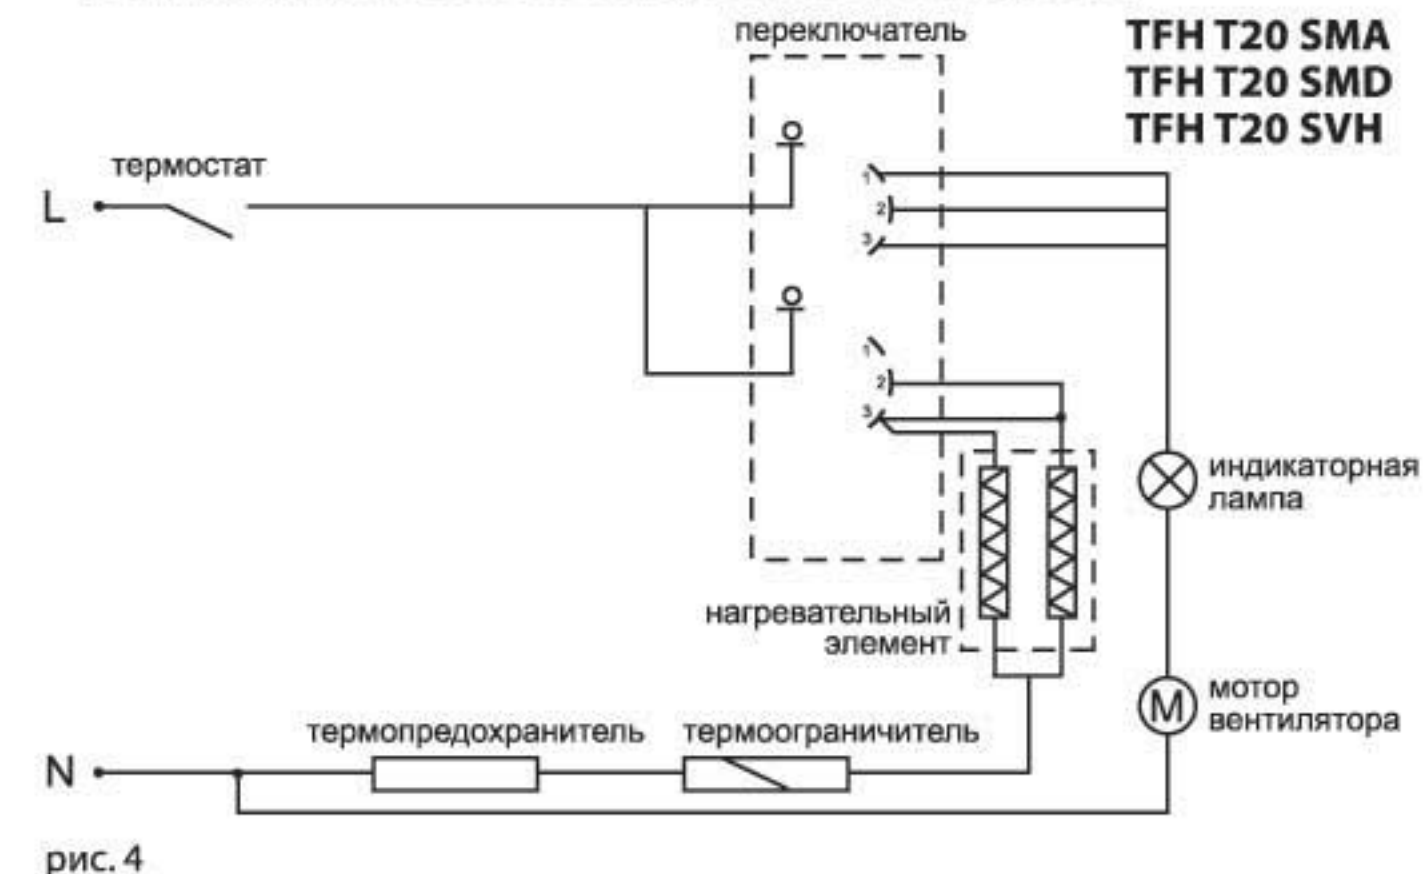 переключатель
TFH T20 SMA
TFH T20 SMD
TFH T20 SVH
термостат
L
1
2
3
1
2
3
индикаторная
лампа
нагревательный
элемент
M
мотор
вентилятора
термопредохранитель
термоограничитель
N
рис. 4